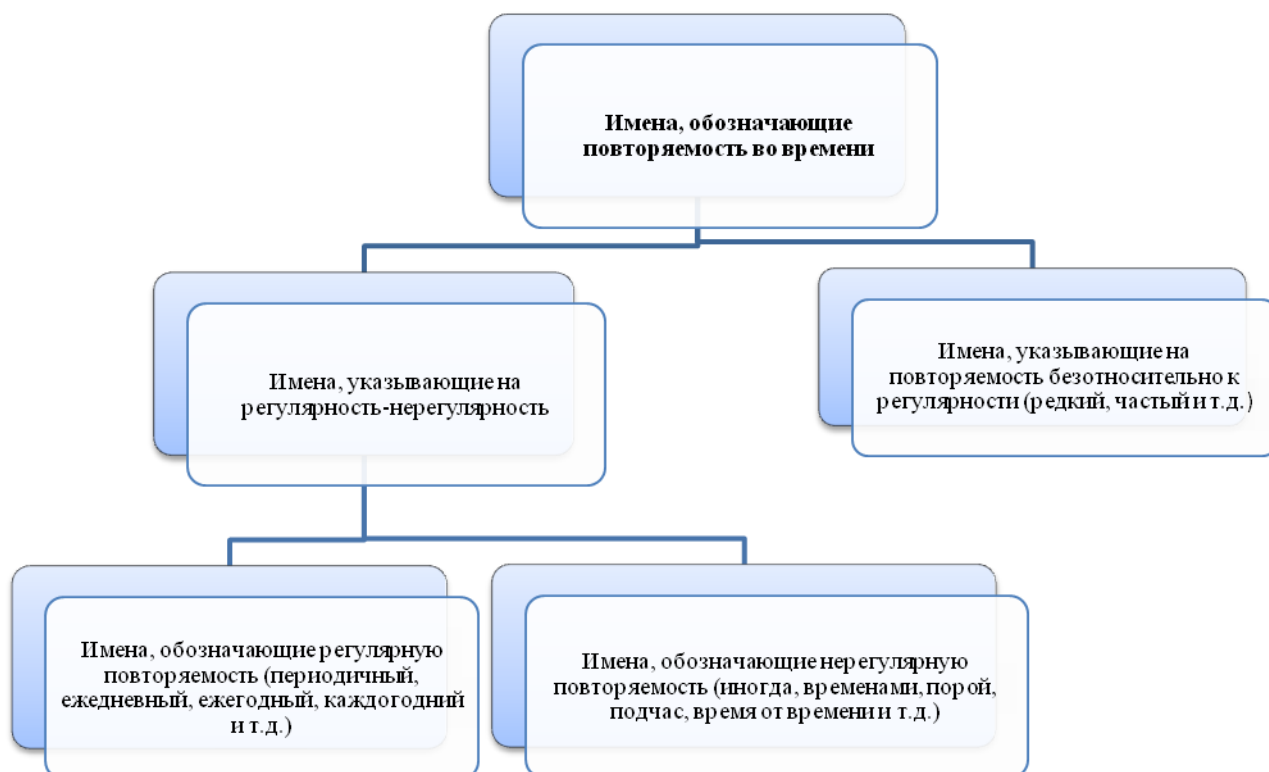 Имена, обозначающие
повторяемость во времени
Имена, указывающие на
регулярность-нерегулярность
Имена, указывающие на
повторяемость безотносительно к
регулярности (редкий, частый и т.д.)
Имена, обозначающие регулярную
повторяемость (периодичный,
ежедневный, ежегодный, каждогодний
и т.д.)
Имена, обозначающие нерегулярную
повторяемость (иногда, временами, порой,
подчас, время от времени и т.д.)